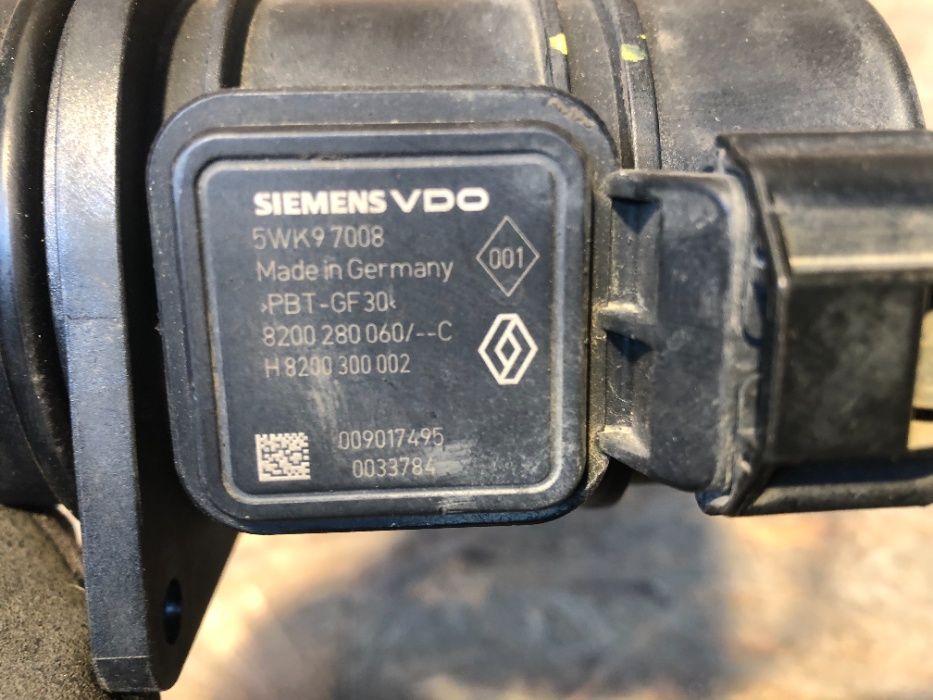 SIEMENS VDO
5WK9 7008
001
Made in Germany
>PBT-GF30<
8200 280 060/--C
H 8200 300 002
009017495
0033784